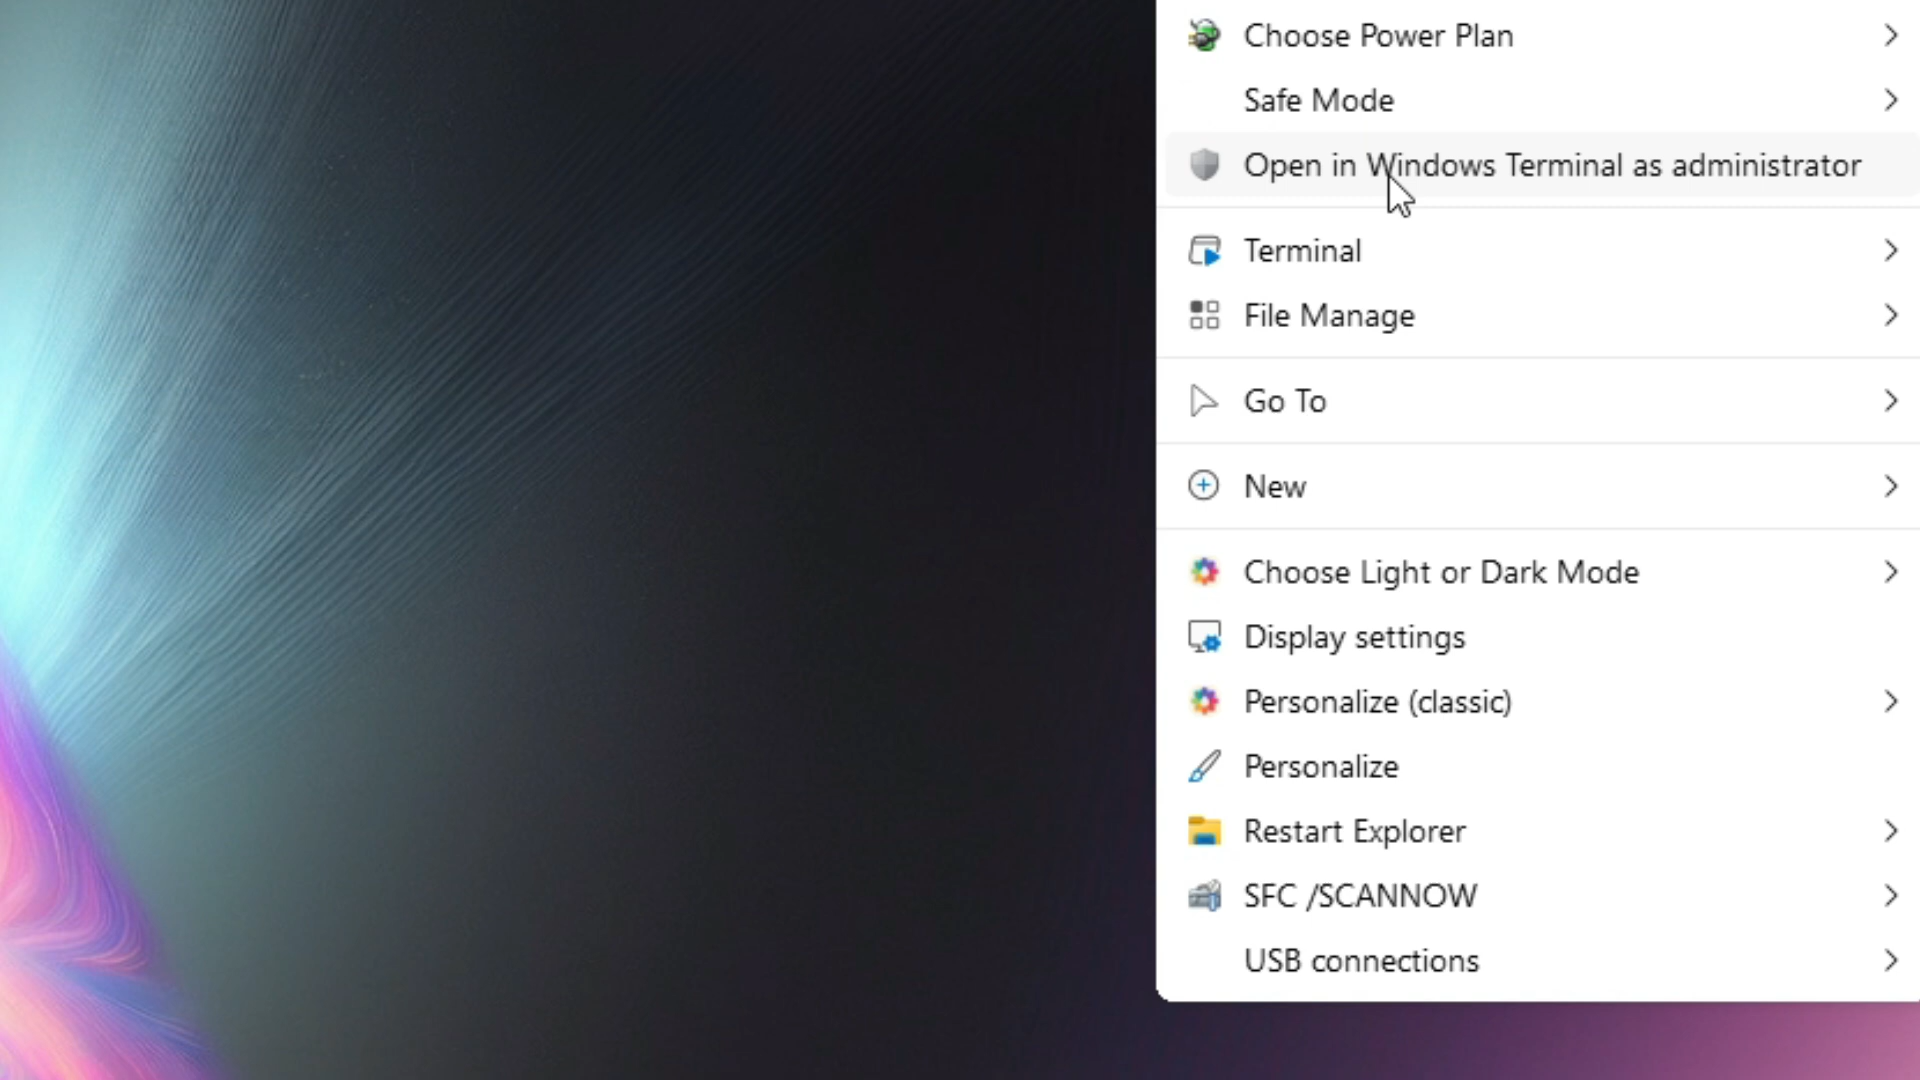 Choose Power Plan
Safe Mode
Open in Windows Terminal as administrator
Terminal
File Manage
Go To
New
Choose Light or Dark Mode
Display settings
Personalize (classic)
Personalize
Restart Explorer
SFC /SCANNOW
USB connections